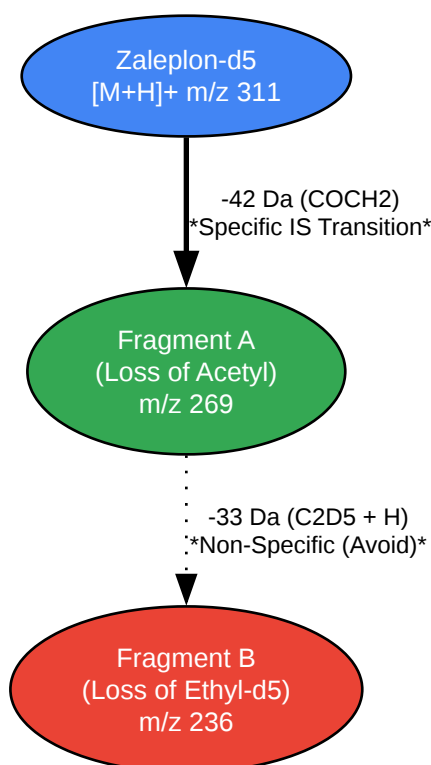 Zaleplon-d5
[M+H]+ m/z 311
-42 Da (COCH2)
*Specific IS Transition*
Fragment A
(Loss of Acetyl)
m/z 269
-33 Da (C2D5 + H)
*Non-Specific (Avoid)*
Fragment B
(Loss of Ethyl-d5)
m/z 236